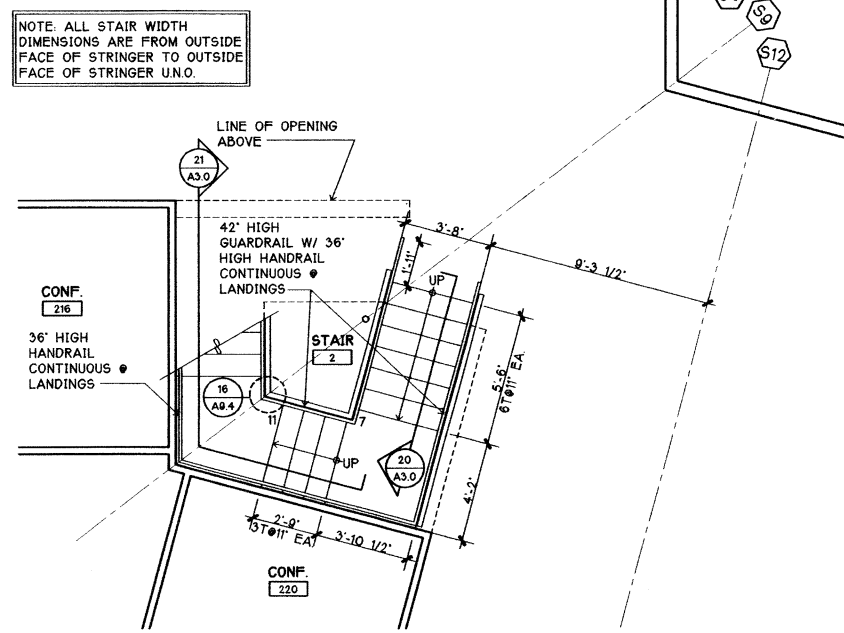 NOTE: ALL STAIR WIDTH
DIMENSIONS ARE FROM OUTSIDE
FACE OF STRINGER TO OUTSIDE
FACE OF STRINGER U.N.O.
S9
S12
LINE OF OPENING
ABOVE
21
A3.0
42" HIGH
GUARDRAIL W/ 36"
HIGH HANDRAIL
CONTINUOUS @
LANDINGS
3'-8"
1'-11"
9'-3 1/2"
UP
CONF.
216
36" HIGH
HANDRAIL
CONTINUOUS @
LANDINGS
STAIR
2
16
A9.4
11
7
5'-6"
6T@11" EA.
UP
20
A3.0
4'-2"
2'-9"
3T@11" EA.
3'-10 1/2"
CONF.
220